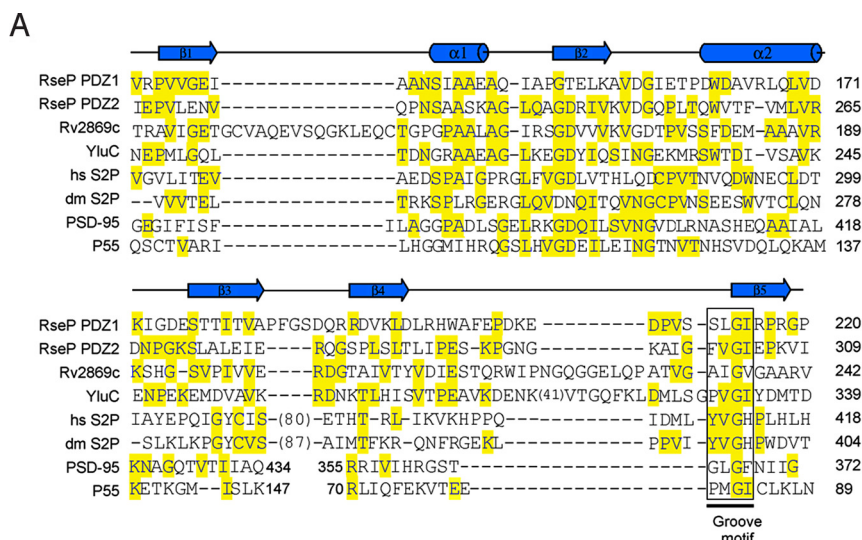 A
β1 α1 β2 α2
RseP PDZ1 VRPVVGEI------------------AANSIAAEAQ-IAPGTELKAVDGIETPDWDAVRLQLVD 171
RseP PDZ2 IEPVLENV------------------QPNSAASKAG-LQAGDRIVKVDGQPLTQWVTF-VMLVR 265
Rv2869c TRAVIGETGCVAQEVSQGKLEQCTGPGPAALAG-IRSGDVVVKVGDTPVSSFDEM-AAAVR 189
YluC NEPMLGQL------------------TDNGRAAEAG-LKEGDYIQSINGEKMRSWTDI-VSAVK 245
hs S2P VGVLITEV------------------AEDSPAIGPRGLFVGDLVTHLQDCPVTNVQDWNECLDT 299
dm S2P --VVVTEL------------------TRKSPLRGERGLQVDNQITQVNGCPVNSEESWVTCLQN 278
PSD-95 GEGIFISF-----------------ILAGGPADLSGELRKGDQILSVNGVDLRNASHEQAAIAL 418
P55 QSCTVARI------------------LHGGMIHRQGSLHVGDEILEINGTNVTNHSVDQLQKAM 137
β3 β4 β5
RseP PDZ1 KIGDESTTITVAPFGSDQRRDVKLDLRHWAFEPDKE-----------DPVS-SLGIRPRGP 220
RseP PDZ2 DNPGKSLALEIE-----RQGSPLSLTLIPES-KPGNG------------KAIG-FVGIEPKVI 309
Rv2869c KSHG-SVPIVVE-----RDGTAIVTYVDIESTQRWIPNGQGGELQPATVG-AIGVGAARV 242
YluC ENPEKEMDVAVK-----RDNKTLHISVTPEAVKDENK(41)VTGQFKLDMLSGPVGIYDMTD 339
hs S2P IAYEPQIGYCIS-(80)-ETHT-RL-IKVKHPPQ-------------IDML-YVGHPLHLH 418
dm S2P -SLKLKPGYCVS-(87)-AIMTFKR-QNFRGEKL------------PPVI-YVGHPWDVT 404
PSD-95 KNAGQTVTIIAQ434 355RRIVIHRGST--------------------GLGFNIIG 372
P55 KETKGM--ISLK147 70RLIQFEKVTEE-------------------PMGICLKLN 89
Groove
motif